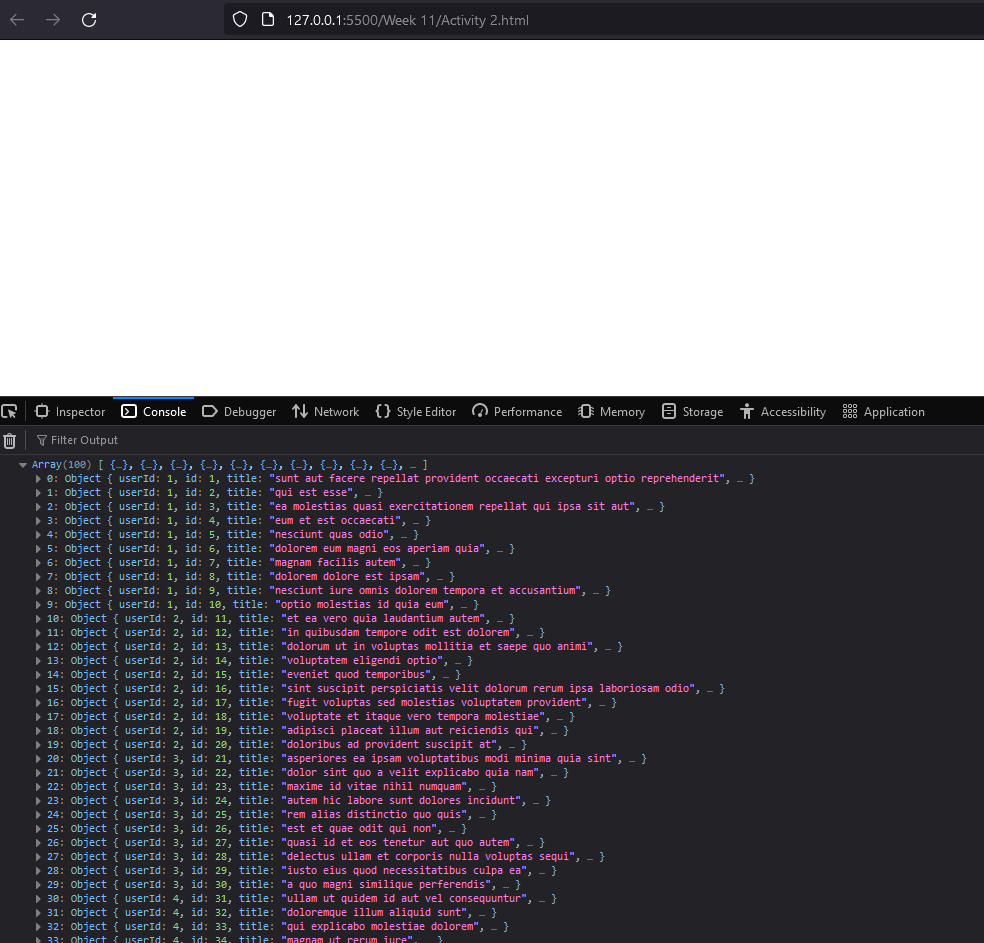 127.0.0.1:5500/Week 11/Activity 2.html
Inspector Console Debugger Network Style Editor Performance Memory Storage Accessibility Application
Filter Output
Array(100) [ {…}, {…}, {…}, {…}, {…}, {…}, {…}, {…}, {…}, {…}, … ]
0: Object { userId: 1, id: 1, title: "sunt aut facere repellat provident occaecati excepturi optio reprehenderit", … }
1: Object { userId: 1, id: 2, title: "qui est esse", … }
2: Object { userId: 1, id: 3, title: "ea molestias quasi exercitationem repellat qui ipsa sit aut", … }
3: Object { userId: 1, id: 4, title: "eum et est occaecati", … }
4: Object { userId: 1, id: 5, title: "nesciunt quas odio", … }
5: Object { userId: 1, id: 6, title: "dolorem eum magni eos aperiam quia", … }
6: Object { userId: 1, id: 7, title: "magnam facilis autem", … }
7: Object { userId: 1, id: 8, title: "dolorem dolore est ipsam", … }
8: Object { userId: 1, id: 9, title: "nesciunt iure omnis dolorem tempora et accusantium", … }
9: Object { userId: 1, id: 10, title: "optio molestias id quia eum", … }
10: Object { userId: 2, id: 11, title: "et ea vero quia laudantium autem", … }
11: Object { userId: 2, id: 12, title: "in quibusdam tempore odit est dolorem", … }
12: Object { userId: 2, id: 13, title: "dolorum ut in voluptas mollitia et saepe quo animi", … }
13: Object { userId: 2, id: 14, title: "voluptatem eligendi optio", … }
14: Object { userId: 2, id: 15, title: "eveniet quod temporibus", … }
15: Object { userId: 2, id: 16, title: "sint suscipit perspiciatis velit dolorum rerum ipsa laboriosam odio", … }
16: Object { userId: 2, id: 17, title: "fugit voluptas sed molestias voluptatem provident", … }
17: Object { userId: 2, id: 18, title: "voluptate et itaque vero tempora molestiae", … }
18: Object { userId: 2, id: 19, title: "adipisci placeat illum aut reiciendis qui", … }
19: Object { userId: 2, id: 20, title: "doloribus ad provident suscipit at", … }
20: Object { userId: 3, id: 21, title: "asperiores ea ipsam voluptatibus modi minima quia sint", … }
21: Object { userId: 3, id: 22, title: "dolor sint quo a velit explicabo quia nam", … }
22: Object { userId: 3, id: 23, title: "maxime id vitae nihil numquam", … }
23: Object { userId: 3, id: 24, title: "autem hic labore sunt dolores incidunt", … }
24: Object { userId: 3, id: 25, title: "rem alias distinctio quo quis", … }
25: Object { userId: 3, id: 26, title: "est et quae odit qui non", … }
26: Object { userId: 3, id: 27, title: "quasi id et eos tenetur aut quo autem", … }
27: Object { userId: 3, id: 28, title: "delectus ullam et corporis nulla voluptas sequi", … }
28: Object { userId: 3, id: 29, title: "iusto eius quod necessitatibus culpa ea", … }
29: Object { userId: 3, id: 30, title: "a quo magni similique perferendis", … }
30: Object { userId: 4, id: 31, title: "ullam ut quidem id aut vel consequuntur", … }
31: Object { userId: 4, id: 32, title: "doloremque illum aliquid sunt", … }
32: Object { userId: 4, id: 33, title: "qui explicabo molestiae dolorem", … }
33: Object { userId: 4, id: 34, title: "magnam ut rerum iure", … }